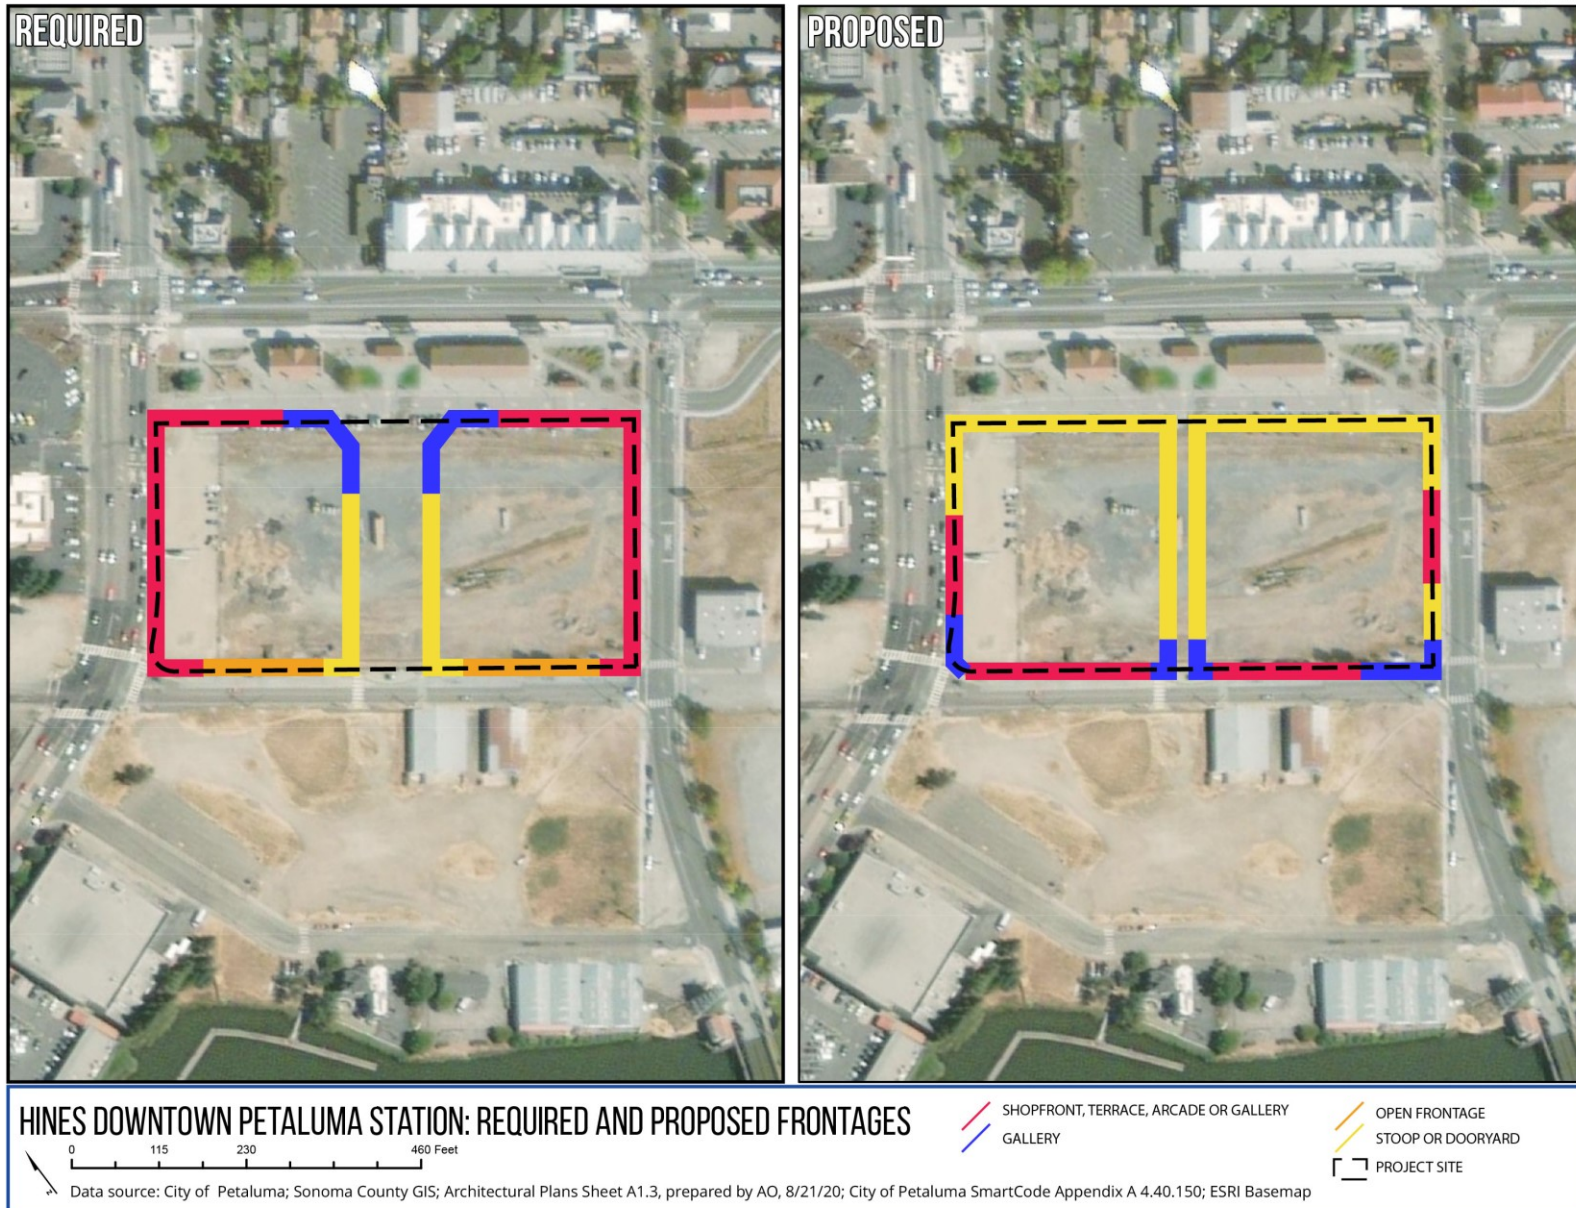 REQUIRED
PROPOSED
HINES DOWNTOWN PETALUMA STATION: REQUIRED AND PROPOSED FRONTAGES
0 115 230 460 Feet
Data source: City of Petaluma; Sonoma County GIS; Architectural Plans Sheet A1.3, prepared by AO, 8/21/20; City of Petaluma SmartCode Appendix A 4.40.150; ESRI Basemap
SHOPFRONT, TERRACE, ARCADE OR GALLERY
GALLERY
OPEN FRONTAGE
STOOP OR DOORYARD
PROJECT SITE